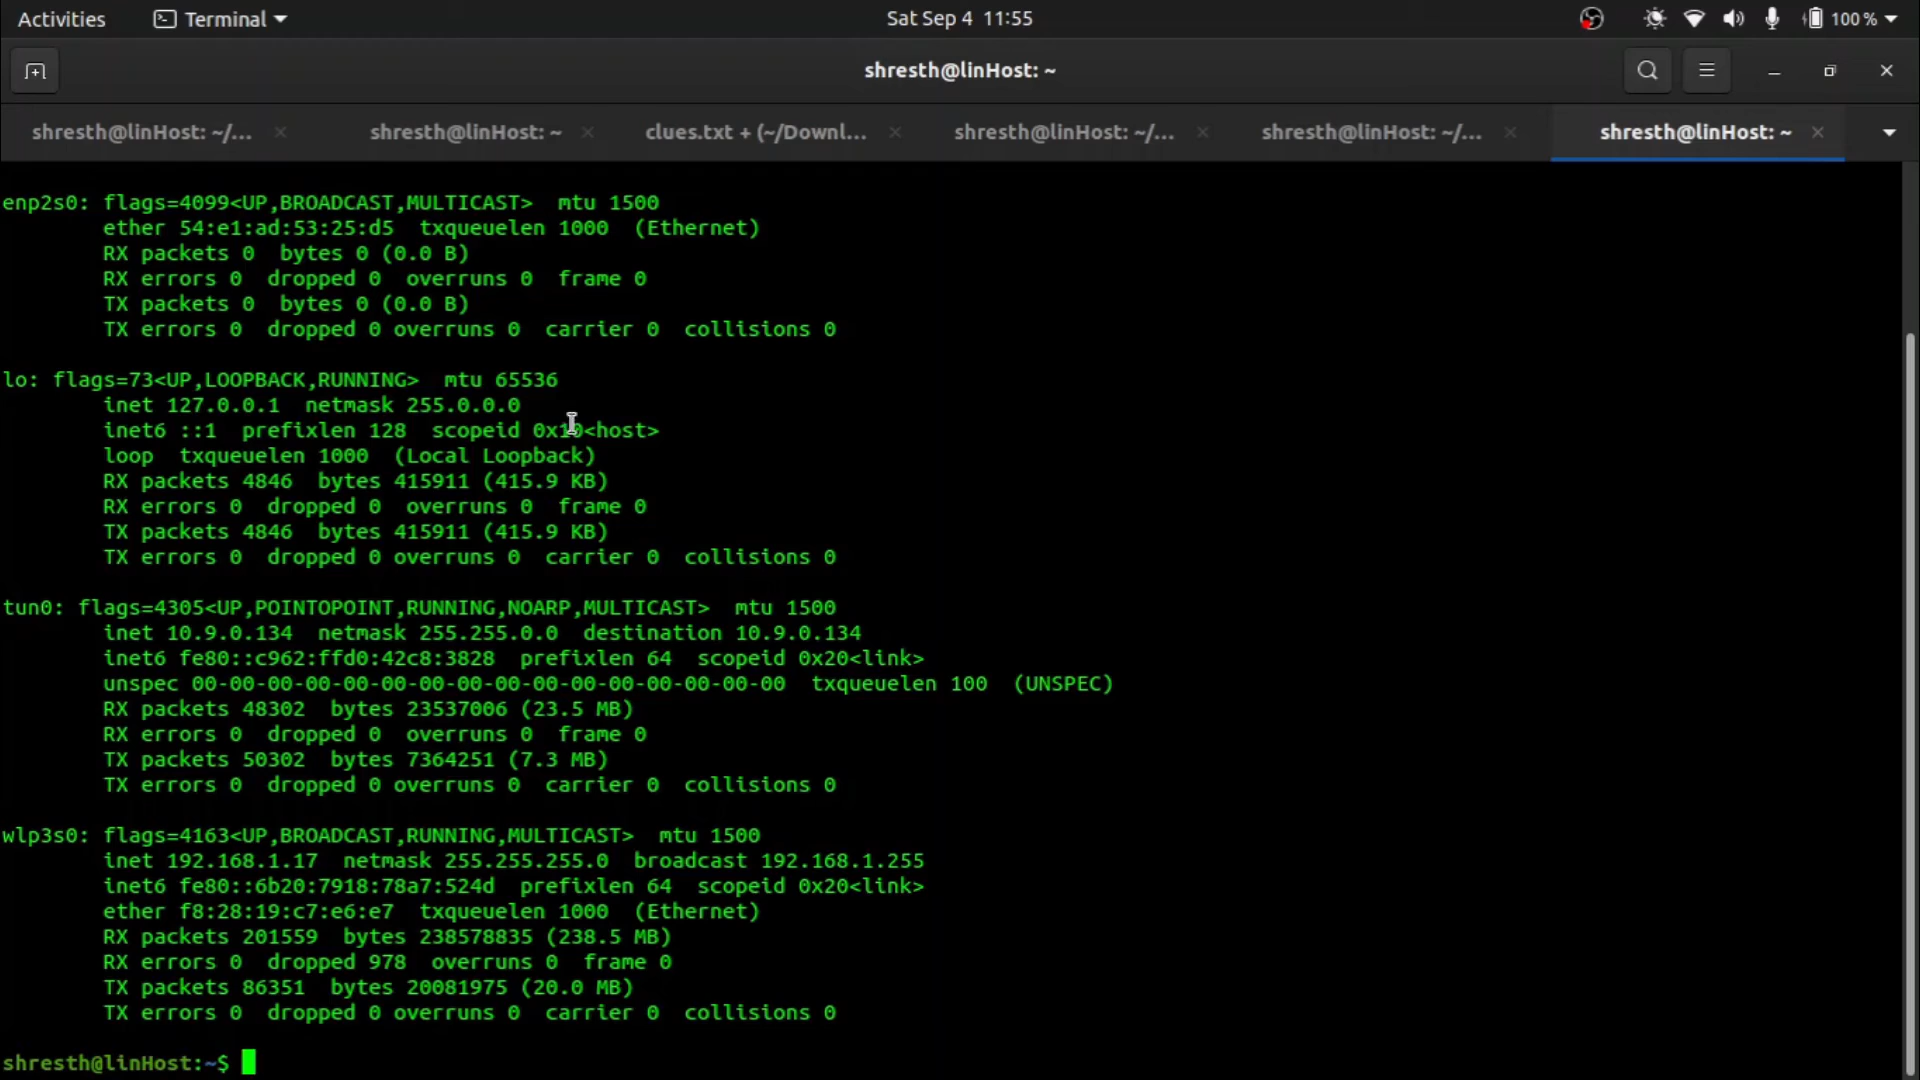 Activities Terminal Sat Sep 4 11:55 100 %
shresth@linHost: ~
shresth@linHost: ~/... shresth@linHost: ~ clues.txt + (~/Downl... shresth@linHost: ~/... shresth@linHost: ~/... shresth@linHost: ~
enp2s0: flags=4099<UP,BROADCAST,MULTICAST>  mtu 1500
        ether 54:e1:ad:53:25:d5  txqueuelen 1000  (Ethernet)
        RX packets 0  bytes 0 (0.0 B)
        RX errors 0  dropped 0  overruns 0  frame 0
        TX packets 0  bytes 0 (0.0 B)
        TX errors 0  dropped 0 overruns 0  carrier 0  collisions 0
lo: flags=73<UP,LOOPBACK,RUNNING>  mtu 65536
        inet 127.0.0.1  netmask 255.0.0.0
        inet6 ::1  prefixlen 128  scopeid 0x10<host>
        loop  txqueuelen 1000  (Local Loopback)
        RX packets 4846  bytes 415911 (415.9 KB)
        RX errors 0  dropped 0  overruns 0  frame 0
        TX packets 4846  bytes 415911 (415.9 KB)
        TX errors 0  dropped 0 overruns 0  carrier 0  collisions 0
tun0: flags=4305<UP,POINTOPOINT,RUNNING,NOARP,MULTICAST>  mtu 1500
        inet 10.9.0.134  netmask 255.255.0.0  destination 10.9.0.134
        inet6 fe80::c962:ffd0:42c8:3828  prefixlen 64  scopeid 0x20<link>
        unspec 00-00-00-00-00-00-00-00-00-00-00-00-00-00-00-00  txqueuelen 100  (UNSPEC)
        RX packets 48302  bytes 23537006 (23.5 MB)
        RX errors 0  dropped 0  overruns 0  frame 0
        TX packets 50302  bytes 7364251 (7.3 MB)
        TX errors 0  dropped 0 overruns 0  carrier 0  collisions 0
wlp3s0: flags=4163<UP,BROADCAST,RUNNING,MULTICAST>  mtu 1500
        inet 192.168.1.17  netmask 255.255.255.0  broadcast 192.168.1.255
        inet6 fe80::6b20:7918:78a7:524d  prefixlen 64  scopeid 0x20<link>
        ether f8:28:19:c7:e6:e7  txqueuelen 1000  (Ethernet)
        RX packets 201559  bytes 238578835 (238.5 MB)
        RX errors 0  dropped 978  overruns 0  frame 0
        TX packets 86351  bytes 20081975 (20.0 MB)
        TX errors 0  dropped 0 overruns 0  carrier 0  collisions 0
shresth@linHost:~$